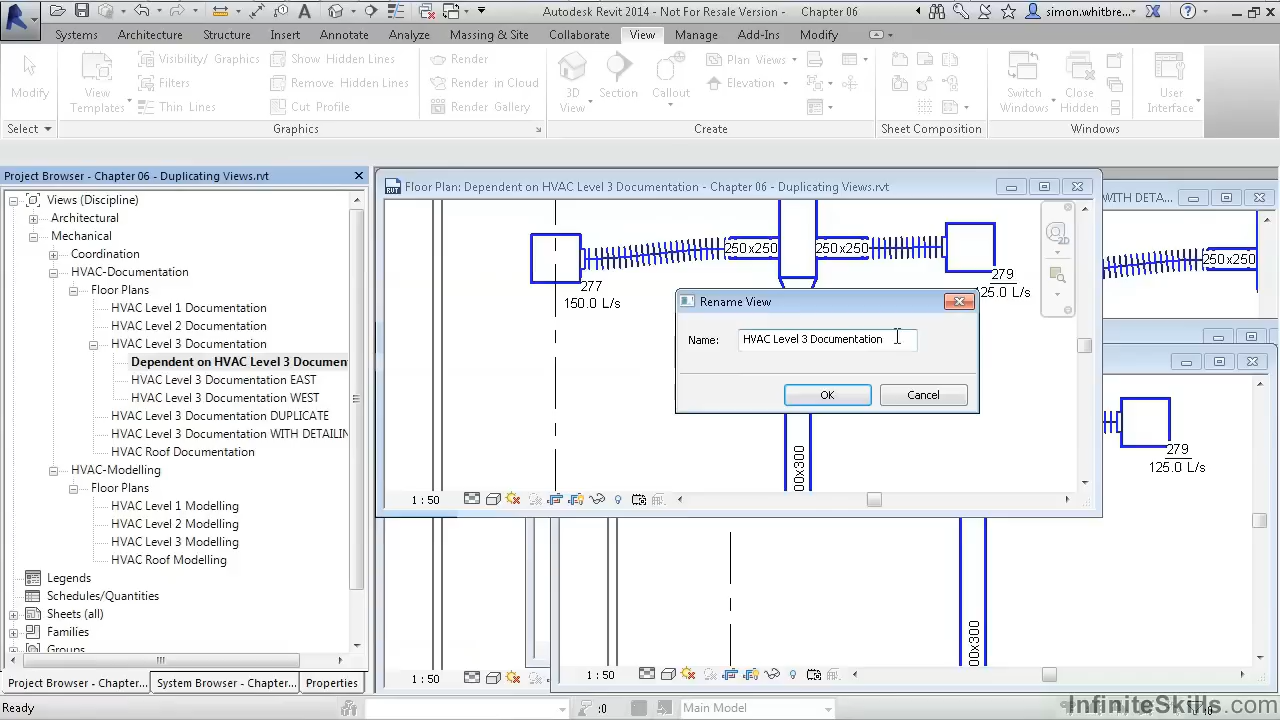 Autodesk Revit 2014 - Not For Resale Version - Chapter 06
simon.whitbre...
Systems Architecture Structure Insert Annotate Analyze Massing & Site Collaborate View Manage Add-Ins Modify
Modify
View Templates
Visibility/ Graphics
Filters
Thin Lines
Show Hidden Lines
Remove Hidden Lines
Cut Profile
Render
Render in Cloud
Render Gallery
3D View
Section
Callout
Plan Views
Elevation
Switch Windows
Close Hidden
User Interface
Select Graphics Create Sheet Composition Windows
Project Browser - Chapter 06 - Duplicating Views.rvt
Views (Discipline)
Architectural
Mechanical
Coordination
HVAC-Documentation
Floor Plans
HVAC Level 1 Documentation
HVAC Level 2 Documentation
HVAC Level 3 Documentation
Dependent on HVAC Level 3 Documen
HVAC Level 3 Documentation EAST
HVAC Level 3 Documentation WEST
HVAC Level 3 Documentation DUPLICATE
HVAC Level 3 Documentation WITH DETAILIN
HVAC Roof Documentation
HVAC-Modelling
Floor Plans
HVAC Level 1 Modelling
HVAC Level 2 Modelling
HVAC Level 3 Modelling
HVAC Roof Modelling
Legends
Schedules/Quantities
Sheets (all)
Families
Groups
Project Browser - Chapter...
System Browser - Chapter...
Properties
Floor Plan: Dependent on HVAC Level 3 Documentation - Chapter 06 - Duplicating Views.rvt
WITH DETA...
250x250
250x250
250x250
277
150.0 L/s
279
25.0 L/s
2D
Rename View
Name:
HVAC Level 3 Documentation
OK
Cancel
00x300
1 : 50
279
125.0 L/s
00x300
1 : 50
1 : 50
Ready
:0
Main Model
InfiniteSkills.com